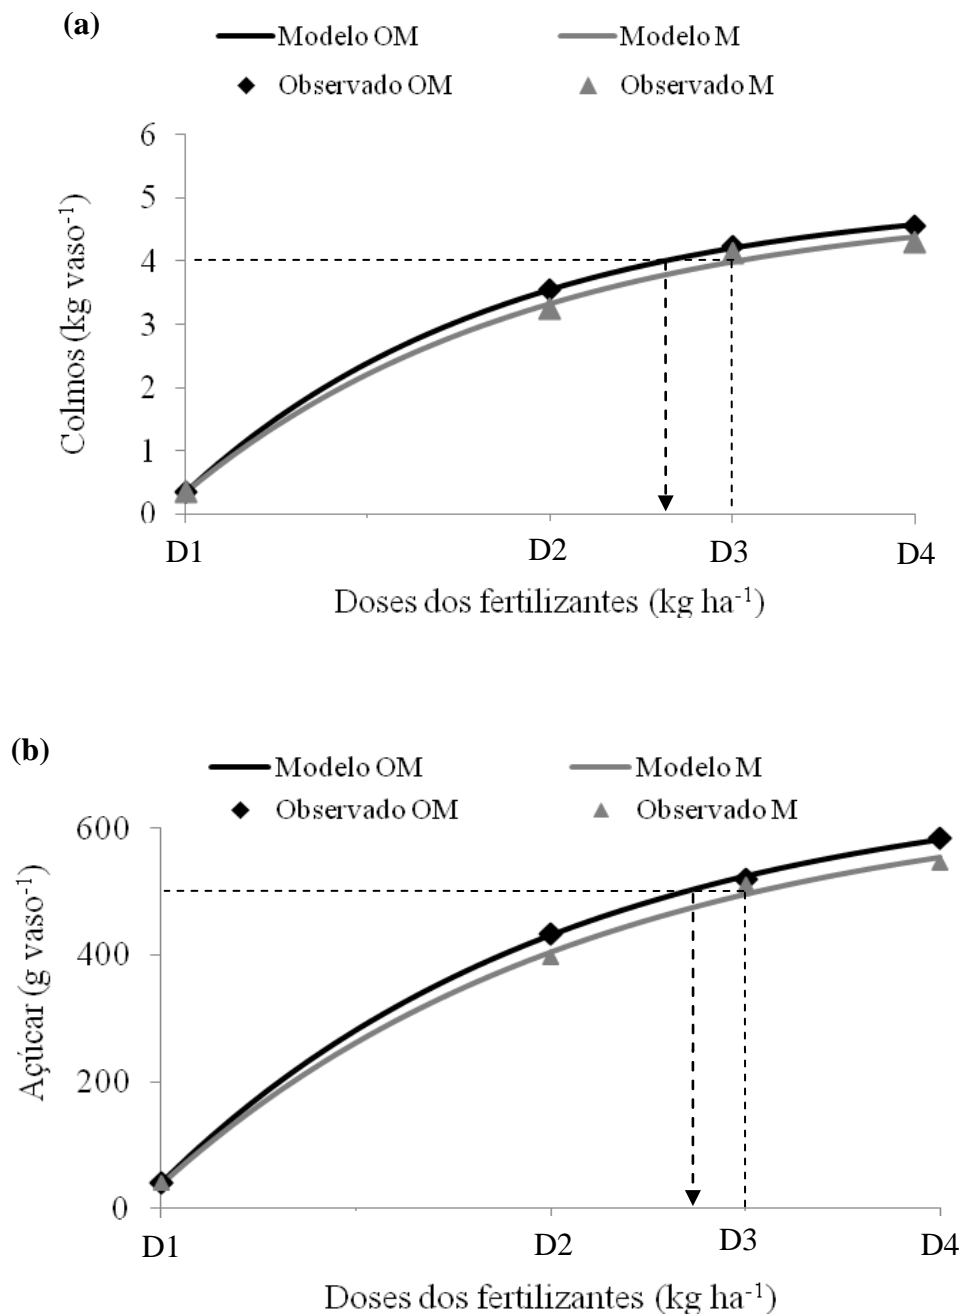 (a)
Modelo OM Modelo M
Observado OM Observado M
6
5
4
3
2
1
0
Colmos (kg vaso-1)
D1 D2 D3 D4
Doses dos fertilizantes (kg ha-1)
(b)
Modelo OM Modelo M
Observado OM Observado M
600
400
200
0
Açúcar (g vaso-1)
D1 D2 D3 D4
Doses dos fertilizantes (kg ha-1)